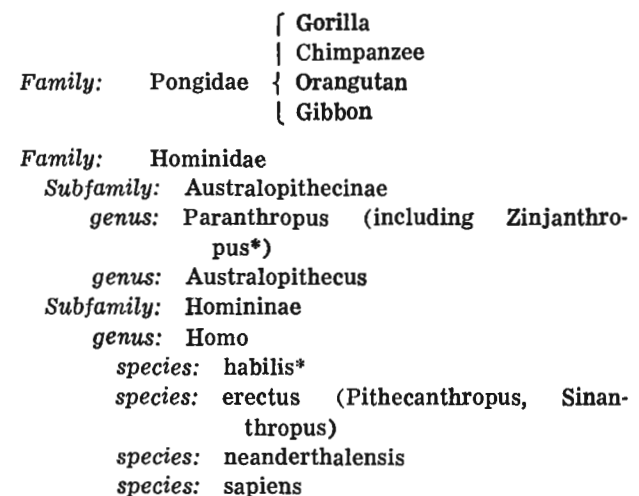 Gorilla
Chimpanzee
Family: Pongidae { Orangutan
Gibbon
Family: Hominidae
Subfamily: Australopithecinae
genus: Paranthropus (including Zinjanthro-
pus*)
genus: Australopithecus
Subfamily: Homininae
genus: Homo
species: habilis*
species: erectus (Pithecanthropus, Sinan-
thropus)
species: neanderthalensis
species: sapiens